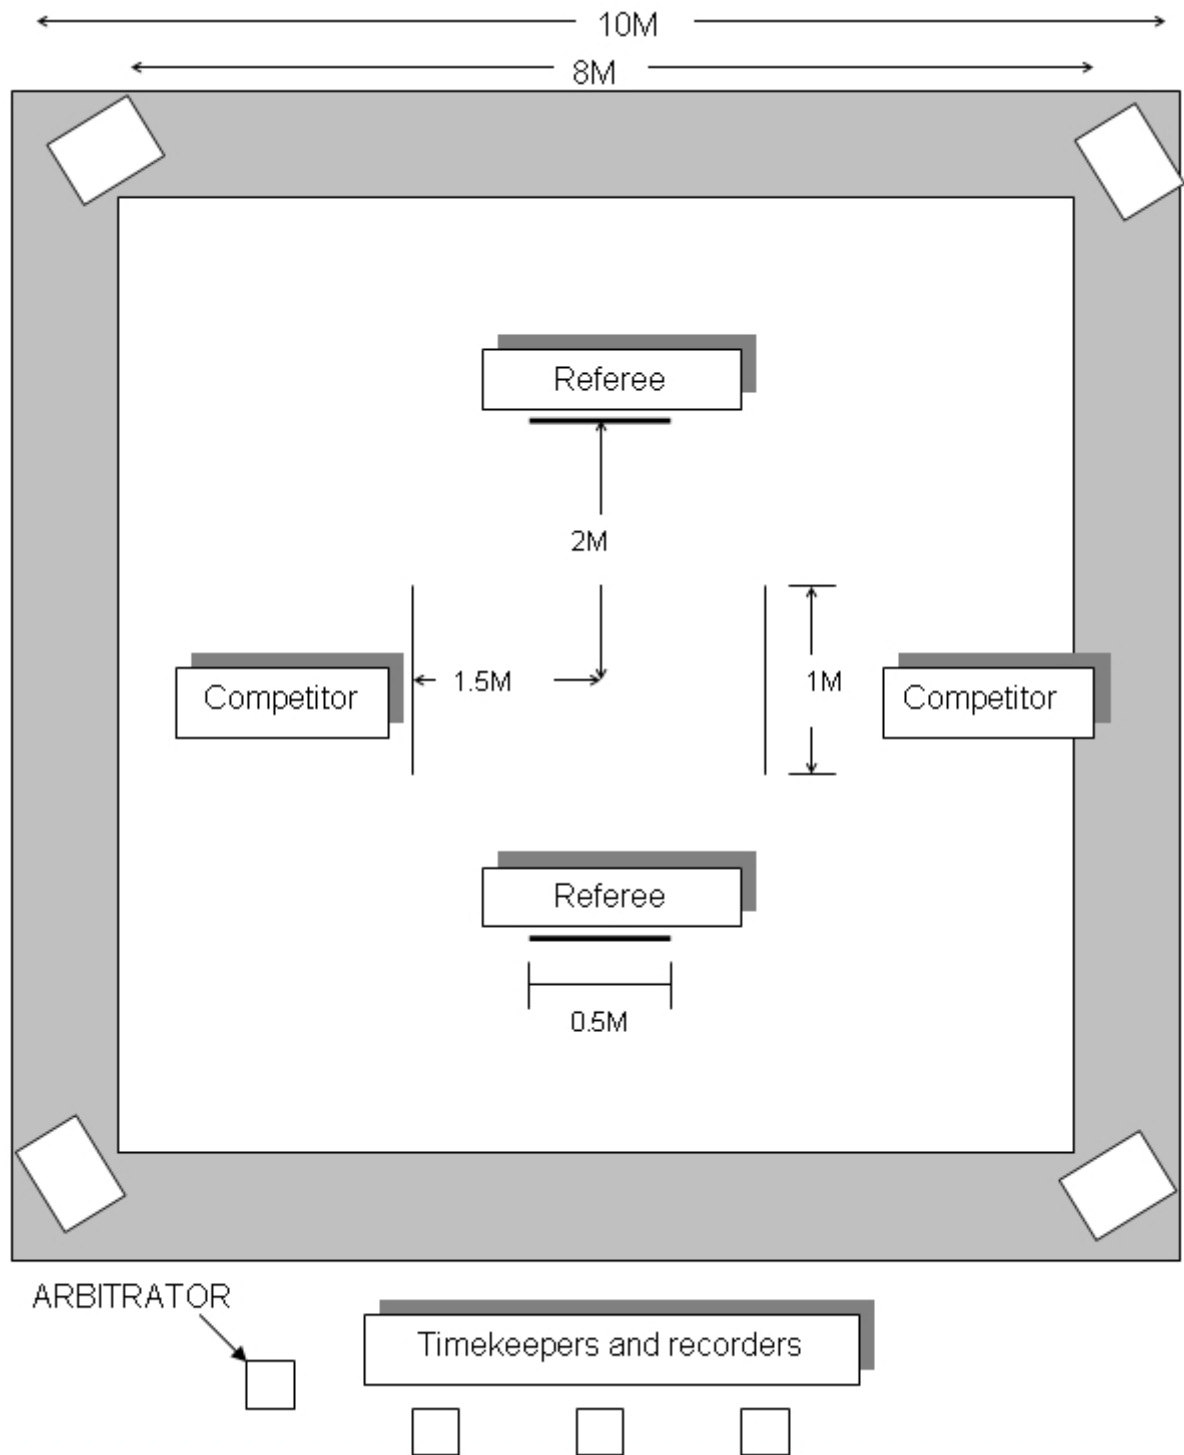 10M
8M
Referee
2M
Competitor
1.5M
1M
Competitor
Referee
0.5M
ARBITRATOR
Timekeepers and recorders